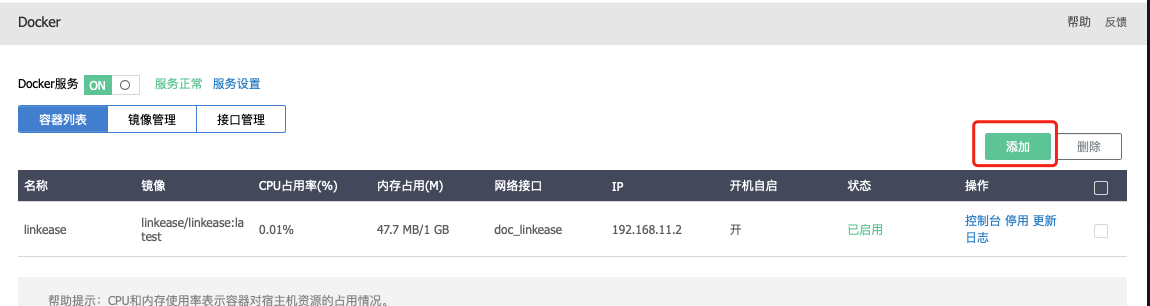 Docker 帮助 反馈
Docker服务 ON 服务正常 服务设置
容器列表 镜像管理 接口管理
添加 删除
名称 镜像 CPU占用率(%) 内存占用(M) 网络接口 IP 开机自启 状态 操作
linkease linkease/linkease:la 0.01% 47.7 MB/1 GB doc_linkease 192.168.11.2 开 已启用 控制台 停用 更新
test 日志
帮助提示：CPU和内存使用率表示容器对宿主机资源的占用情况。